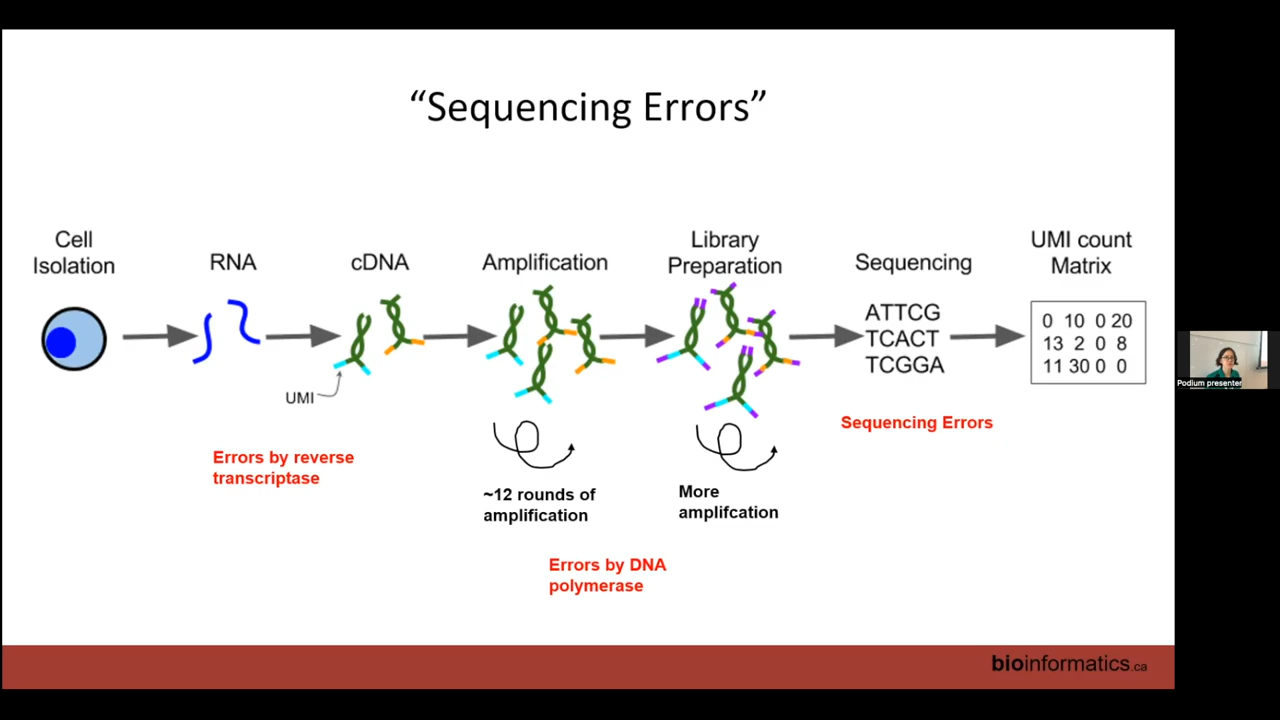 “Sequencing Errors”
Cell
Isolation
RNA
cDNA
Amplification
Library
Preparation
Sequencing
UMI count
Matrix
UMI
ATTCG
TCACT
TCGGA
0 10 0 20
13 2 0 8
11 30 0 0
Errors by reverse
transcriptase
~12 rounds of
amplification
More
amplifcation
Sequencing Errors
Errors by DNA
polymerase
bioinformatics.ca
Podium presenter